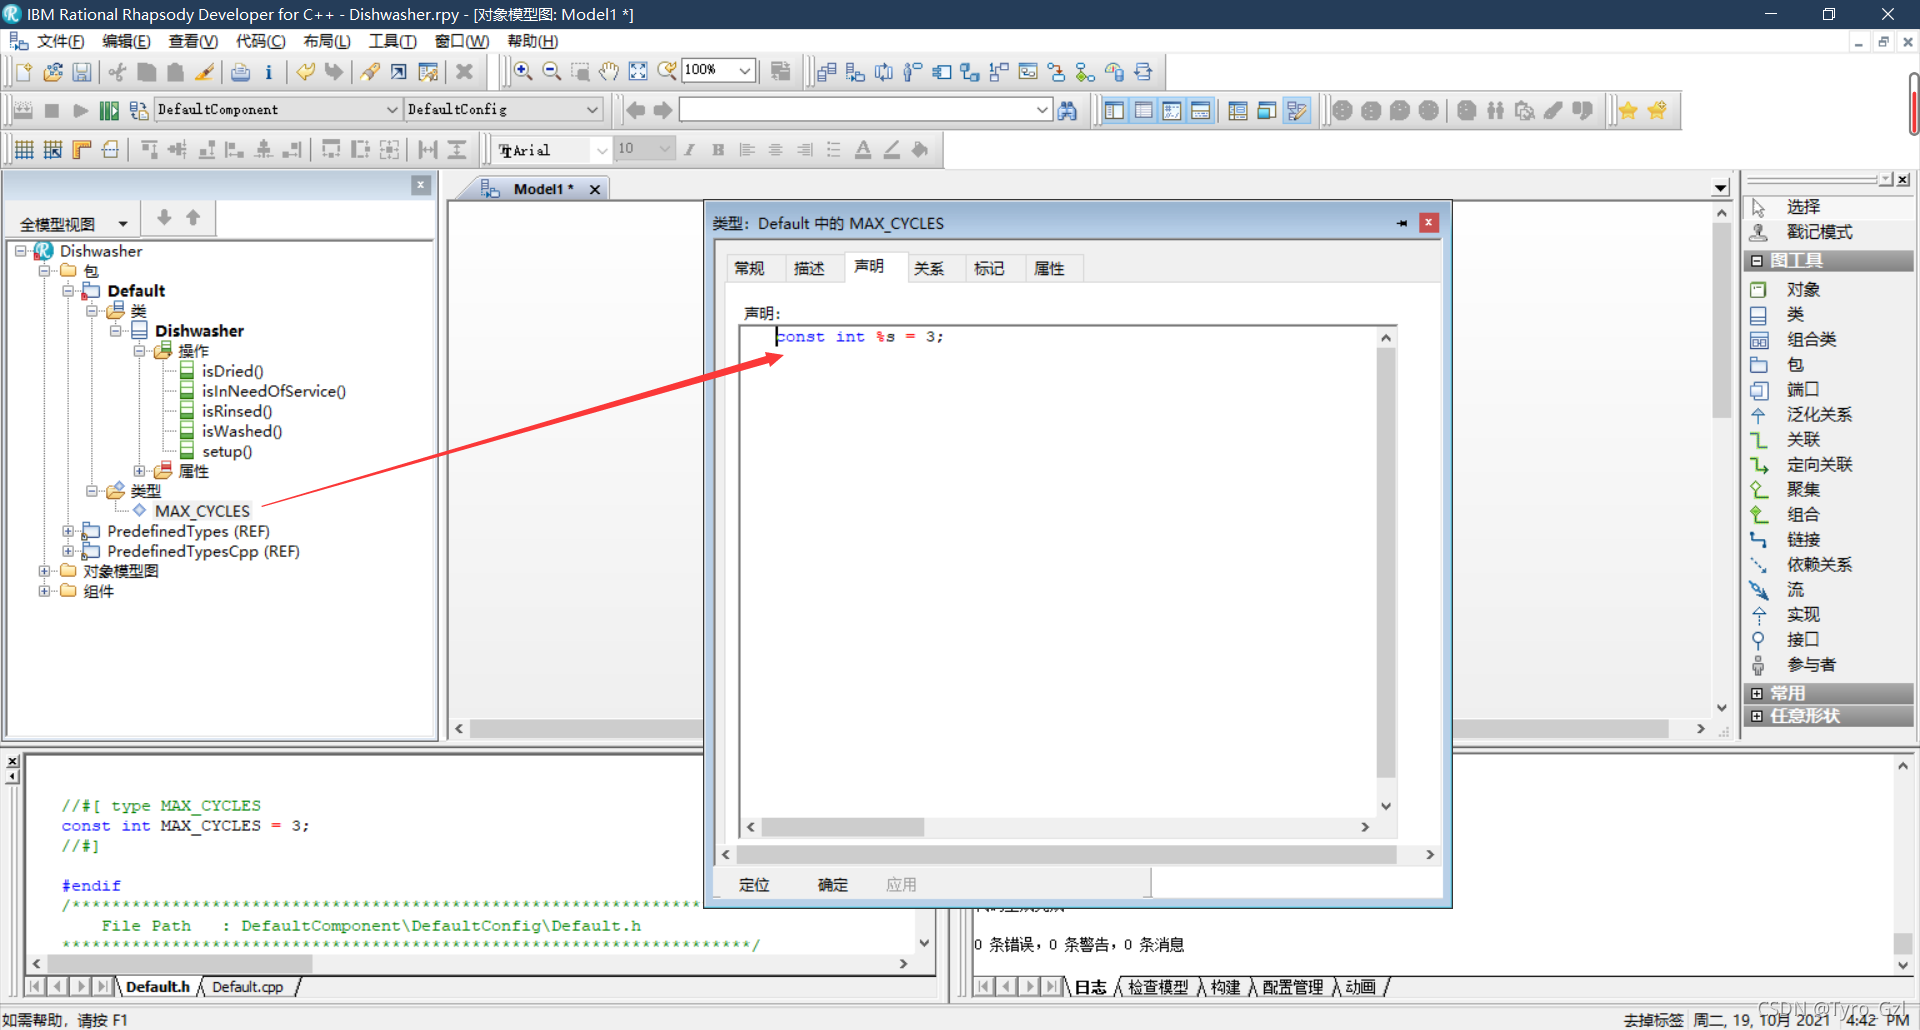 IBM Rational Rhapsody Developer for C++ - Dishwasher.rpy - [对象模型图: Model1 *]
文件(F) 编辑(E) 查看(V) 代码(C) 布局(L) 工具(T) 窗口(W) 帮助(H)
100%
DefaultComponent DefaultConfig
Arial 10
Model1 *
全模型视图
Dishwasher
包
Default
类
Dishwasher
操作
isDried()
isInNeedOfService()
isRinsed()
isWashed()
setup()
属性
类型
MAX_CYCLES
PredefinedTypes (REF)
PredefinedTypesCpp (REF)
对象模型图
组件
类型: Default 中的 MAX_CYCLES
常规 描述 声明 关系 标记 属性
声明:
const int %s = 3;
定位 确定 应用
选择
戳记模式
图工具
对象
类
组合类
包
端口
泛化关系
关联
定向关联
聚集
组合
链接
依赖关系
流
实现
接口
参与者
常用
任意形状
//#[ type MAX_CYCLES
const int MAX_CYCLES = 3;
//#]
#endif
/***************************************************************
File Path : DefaultComponent\DefaultConfig\Default.h
*********************************************************************/
Default.h Default.cpp
0 条错误，0 条警告，0 条消息
日志 检查模型 构建 配置管理 动画
如需帮助，请按 F1
去掉标签 周二, 19, 10月 2021 4:42 PM
CSDN @Tyro_Gzl